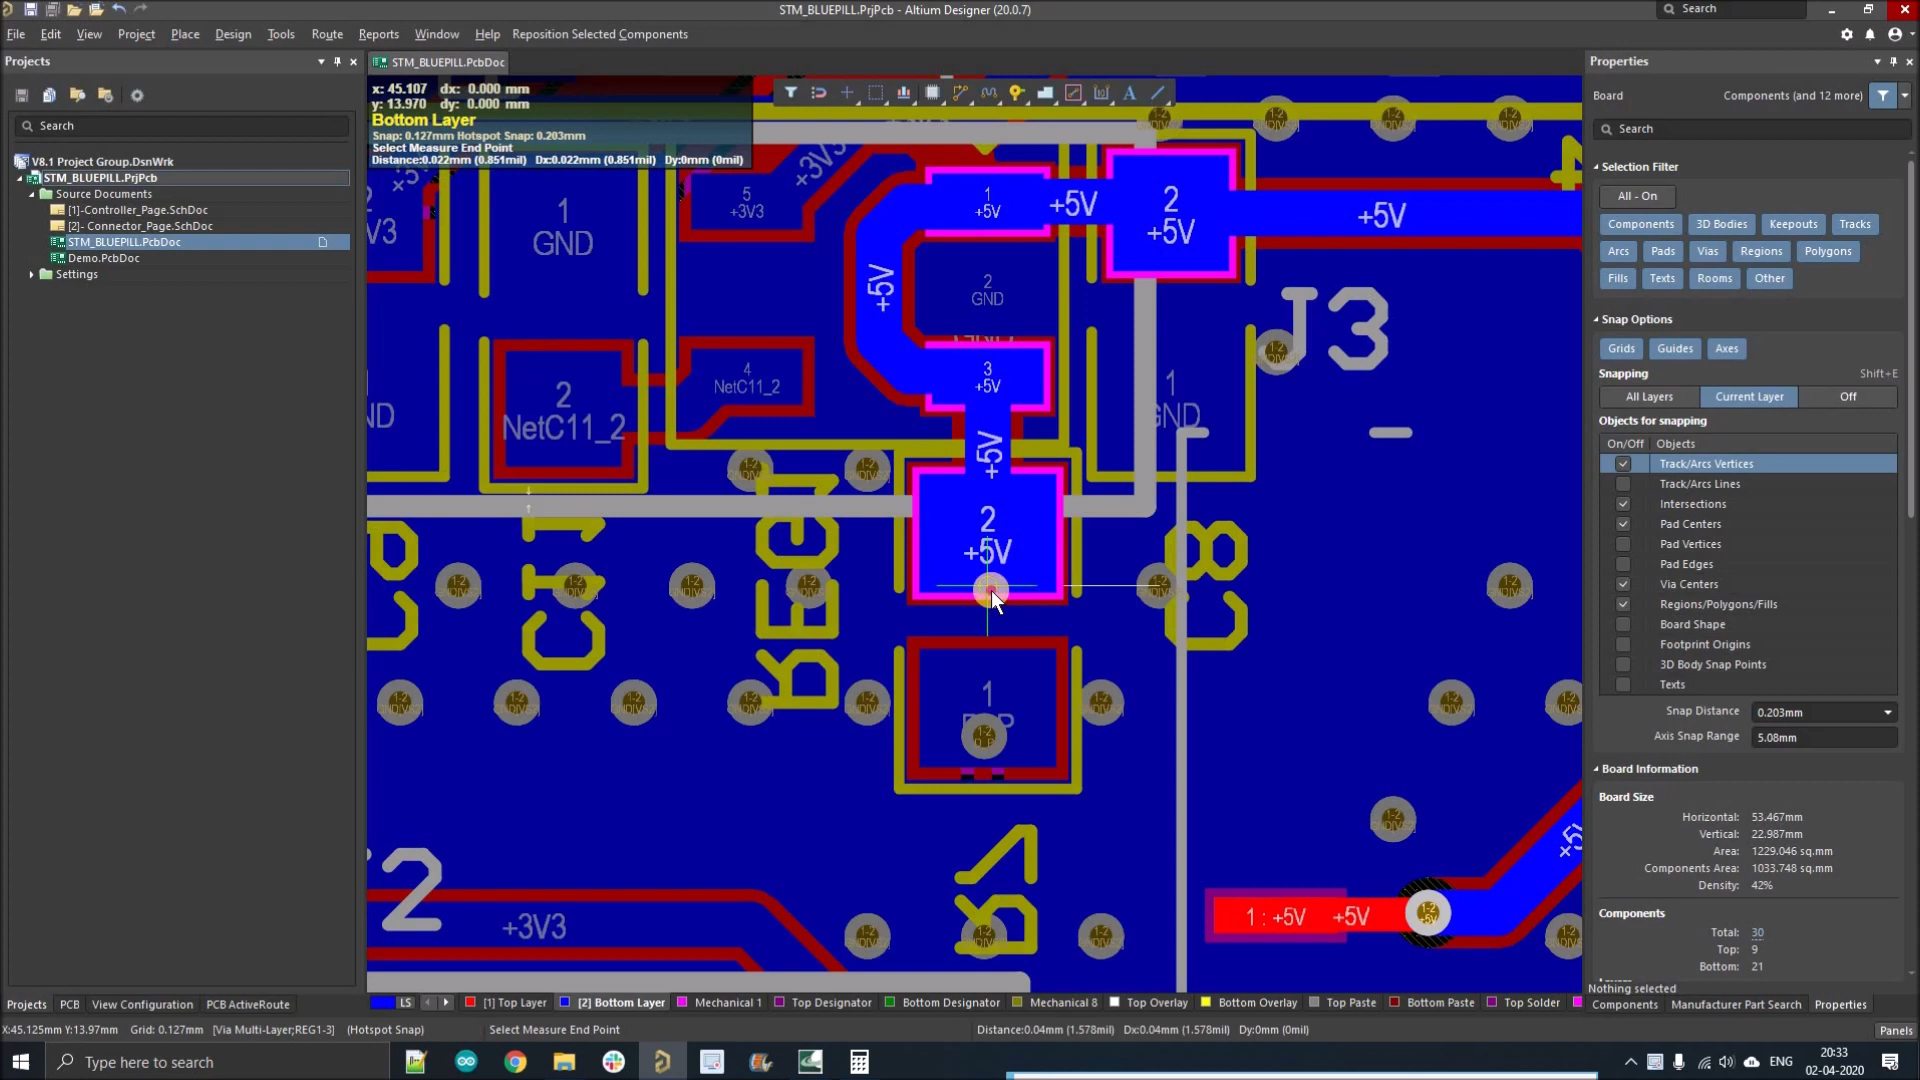 STM_BLUEPILL.PrjPcb - Altium Designer (20.0.7)
Search
File Edit View Project Place Design Tools Route Reports Window Help Reposition Selected Components
Projects
STM_BLUEPILL.PcbDoc
Properties
Board Components (and 12 more)
Search
Search
V8.1 Project Group.DsnWrk
STM_BLUEPILL.PrjPcb
Source Documents
[1]-Controller_Page.SchDoc
[2]- Connector_Page.SchDoc
STM_BLUEPILL.PcbDoc
Demo.PcbDoc
Settings
x: 45.107 dx: 0.000 mm
y: 13.970 dy: 0.000 mm
Bottom Layer
Snap: 0.127mm Hotspot Snap: 0.203mm
Select Measure End Point
Distance:0.022mm (0.851mil) Dx:0.022mm (0.851mil) Dy:0mm (0mil)
+3V3
1
GND
5
+3V3
1
+5V
+5V
2
+5V
+5V
+5V
2
GND
J3
2
NetC11_2
4
NetC11_2
3
+5V
1
GND
+5V
2
+5V
C11
REG1
C8
1
R7
+3V3
2
1 : +5V
+5V
+5V
Selection Filter
All - On
Components 3D Bodies Keepouts Tracks
Arcs Pads Vias Regions Polygons
Fills Texts Rooms Other
Snap Options
Grids Guides Axes
Snapping Shift+E
All Layers Current Layer Off
Objects for snapping
On/Off Objects
Track/Arcs Vertices
Track/Arcs Lines
Intersections
Pad Centers
Pad Vertices
Pad Edges
Via Centers
Regions/Polygons/Fills
Board Shape
Footprint Origins
3D Body Snap Points
Texts
Snap Distance 0.203mm
Axis Snap Range 5.08mm
Board Information
Board Size
Horizontal: 53.467mm
Vertical: 22.987mm
Area: 1229.046 sq.mm
Components Area: 1033.748 sq.mm
Density: 42%
Components
Total: 30
Top: 9
Bottom: 21
Nothing selected
Projects PCB View Configuration PCB ActiveRoute
LS [1] Top Layer [2] Bottom Layer Mechanical 1 Top Designator Bottom Designator Mechanical 8 Top Overlay Bottom Overlay Top Paste Bottom Paste Top Solder
Components Manufacturer Part Search Properties
X:45.125mm Y:13.97mm Grid: 0.127mm [Via Multi-Layer;REG1-3] (Hotspot Snap) Select Measure End Point Distance:0.04mm (1.578mil) Dx:0.04mm (1.578mil) Dy:0mm (0mil)
Panels
Type here to search
ENG
20:33
02-04-2020